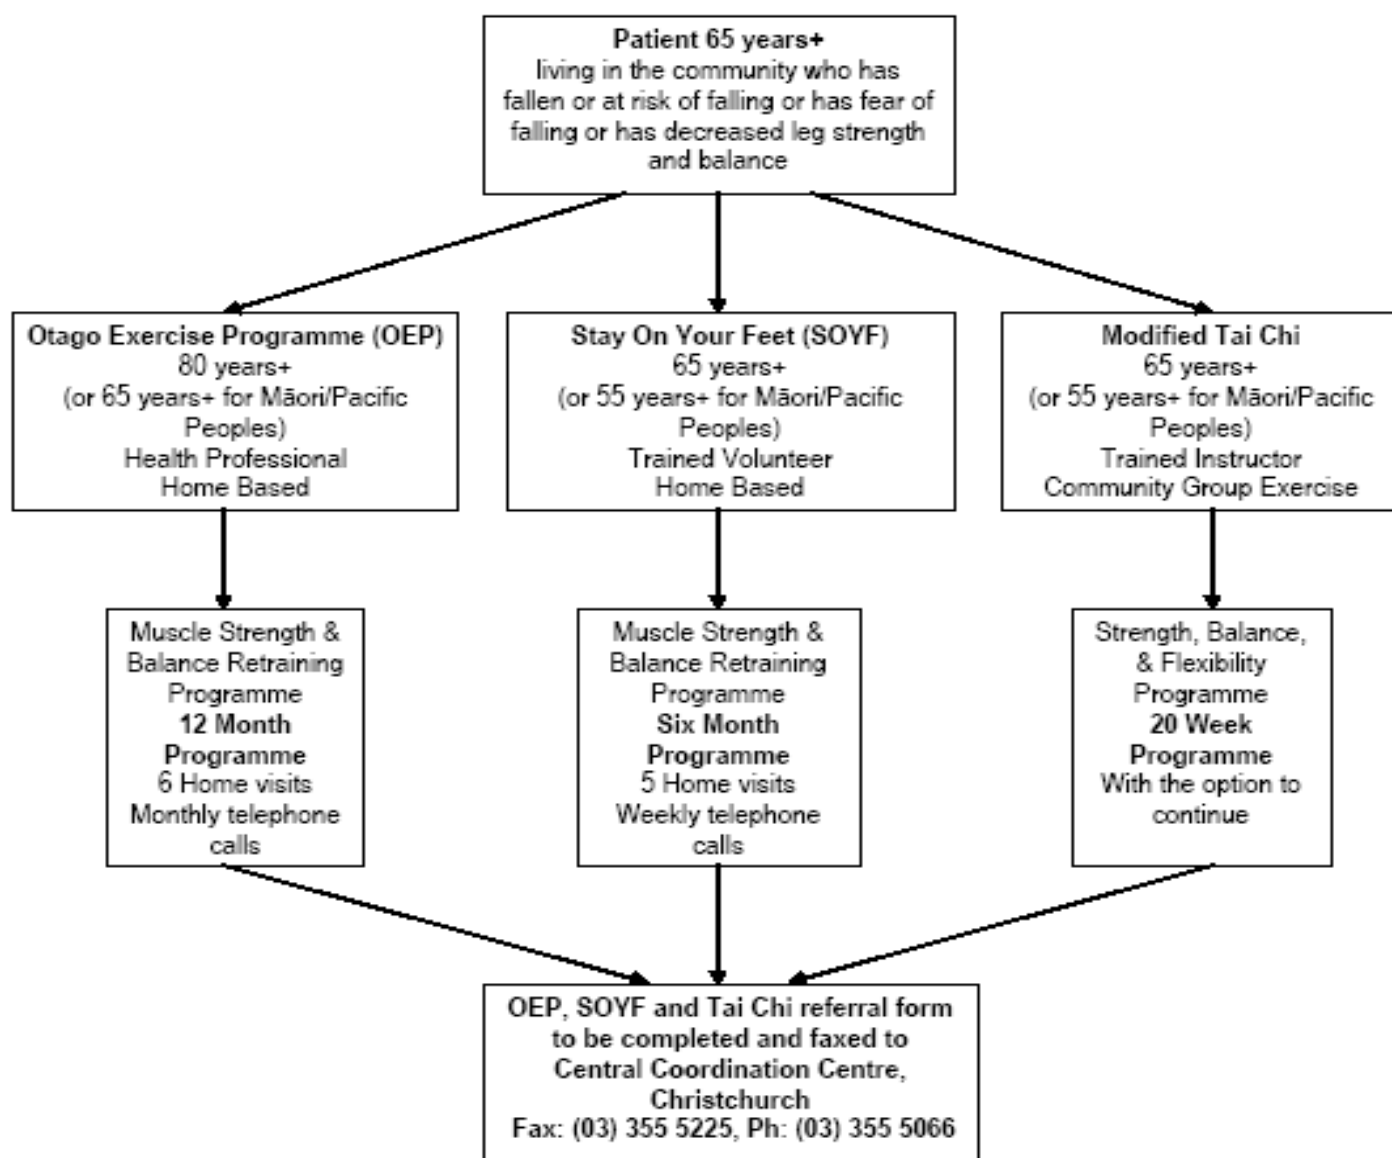 Patient 65 years+
living in the community who has
fallen or at risk of falling or has fear of
falling or has decreased leg strength
and balance
Otago Exercise Programme (OEP)
80 years+
(or 65 years+ for Māori/Pacific
Peoples)
Health Professional
Home Based
Stay On Your Feet (SOYF)
65 years+
(or 55 years+ for Māori/Pacific
Peoples)
Trained Volunteer
Home Based
Modified Tai Chi
65 years+
(or 55 years+ for Māori/Pacific
Peoples)
Trained Instructor
Community Group Exercise
Muscle Strength &
Balance Retraining
Programme
12 Month
Programme
6 Home visits
Monthly telephone
calls
Muscle Strength &
Balance Retraining
Programme
Six Month
Programme
5 Home visits
Weekly telephone
calls
Strength, Balance,
& Flexibility
Programme
20 Week
Programme
With the option to
continue
OEP, SOYF and Tai Chi referral form
to be completed and faxed to
Central Coordination Centre,
Christchurch
Fax: (03) 355 5225, Ph: (03) 355 5066